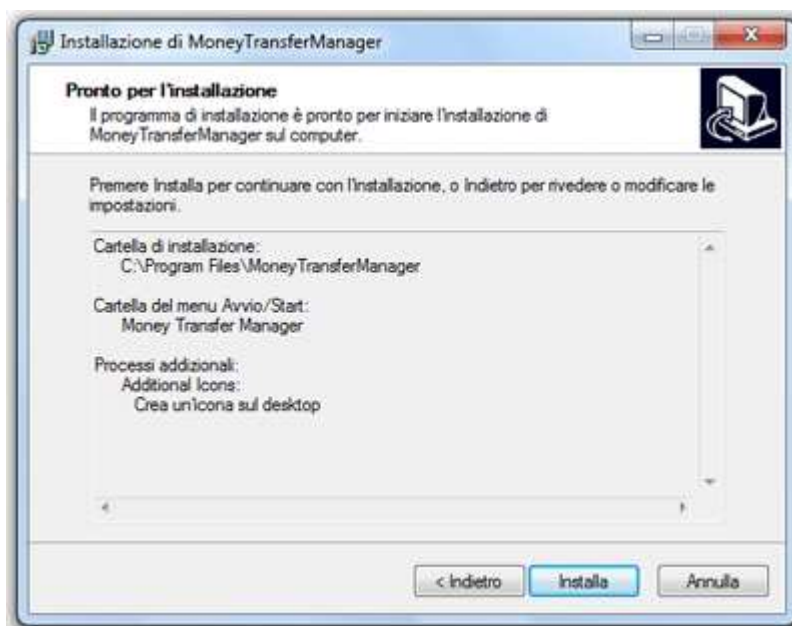 Installazione di MoneyTransferManager
Pronto per l'installazione
Il programma di installazione è pronto per iniziare l'installazione di
MoneyTransferManager sul computer.
Premere Installa per continuare con l'installazione, o Indietro per rivedere o modificare le
impostazioni.
Cartella di installazione:
C:\Program Files\MoneyTransferManager
Cartella del menu Avvio/Start:
Money Transfer Manager
Processi addizionali:
Additional Icons:
Crea un'icona sul desktop
< Indietro
Installa
Annulla